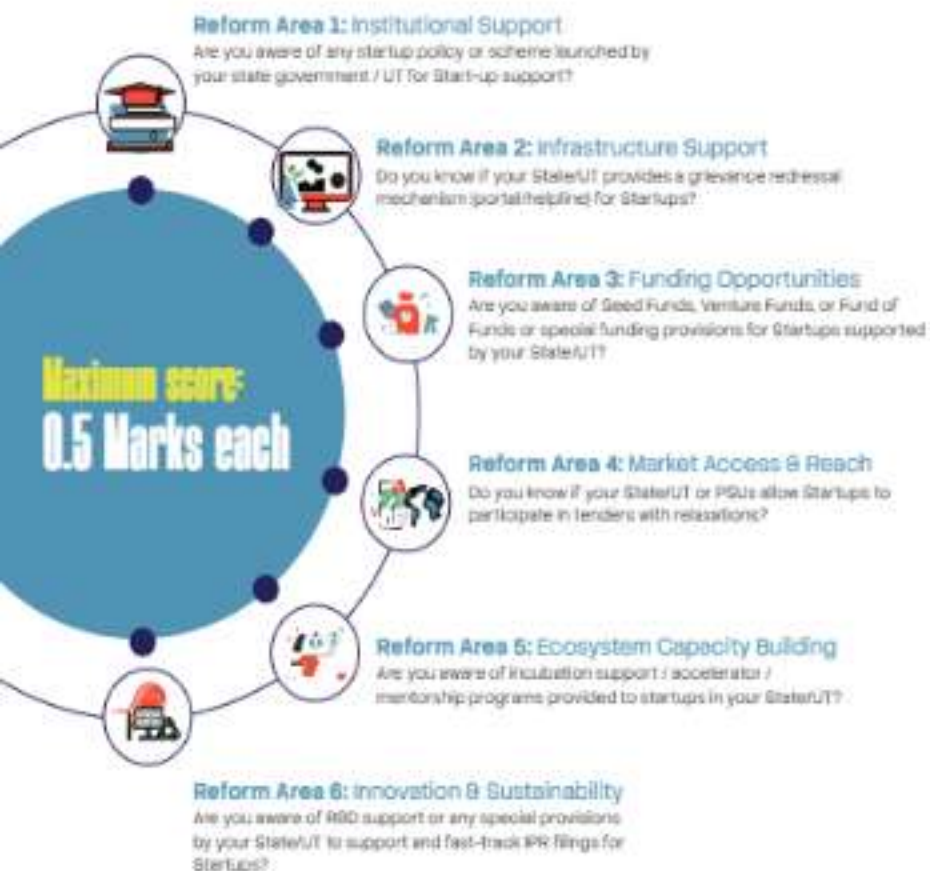 Reform Area 1: Institutional Support
Are you aware of any startup policy or scheme launched by
your state government / UT for Start-up support?
Reform Area 2: Infrastructure Support
Do you know if your State/UT provides a grievance redressal
mechanism (portal/helpline) for Startups?
Reform Area 3: Funding Opportunities
Are you aware of Seed Funds, Venture Funds, or Fund of
Funds or special funding provisions for Startups supported
by your State/UT?
Maximum score:
0.5 Marks each
Reform Area 4: Market Access & Reach
Do you know if your State/UT or PSUs allow Startups to
participate in tenders with relaxations?
Reform Area 5: Ecosystem Capacity Building
Are you aware of incubation support / accelerator /
mentorship programs provided to startups in your State/UT?
Reform Area 6: Innovation & Sustainability
Are you aware of R&D support or any special provisions
by your State/UT to support and fast-track IPR filings for
Startups?